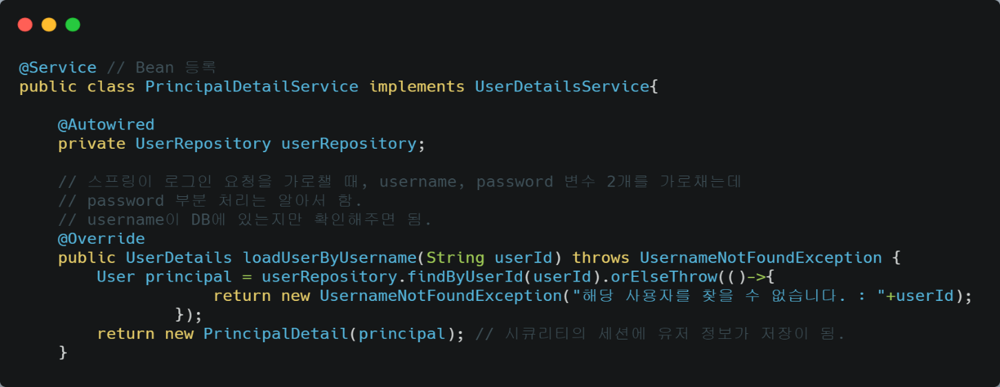 @Service // Bean 등록
public class PrincipalDetailService implements UserDetailsService{
@Autowired
private UserRepository userRepository;
// 스프링이 로그인 요청을 가로챌 때, username, password 변수 2개를 가로채는데
// password 부분 처리는 알아서 함.
// username이 DB에 있는지만 확인해주면 됨.
@Override
public UserDetails loadUserByUsername(String userId) throws UsernameNotFoundException {
User principal = userRepository.findByUserId(userId).orElseThrow(()->{
return new UsernameNotFoundException("해당 사용자를 찾을 수 없습니다. : "+userId);
});
return new PrincipalDetail(principal); // 시큐리티의 세션에 유저 정보가 저장이 됨.
}